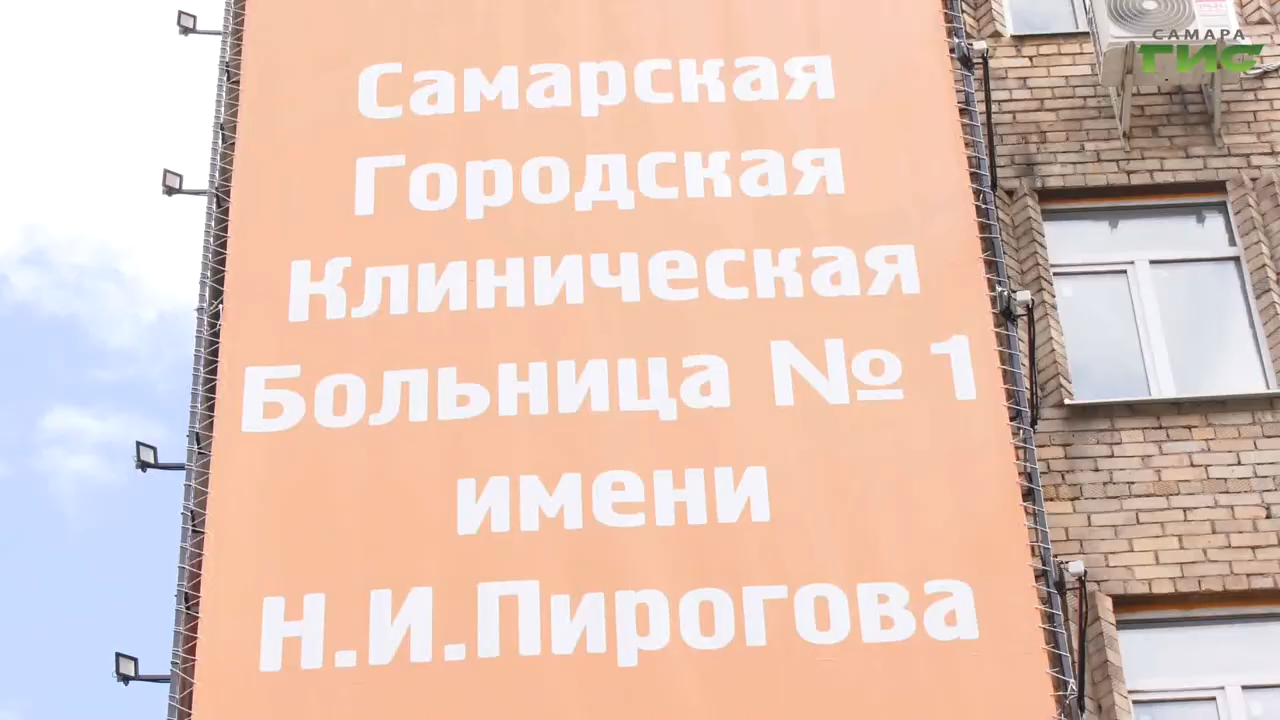 Самарская
Городская
Клиническая
Больница № 1
имени
Н.И.Пирогова
САМАРА
ГИС